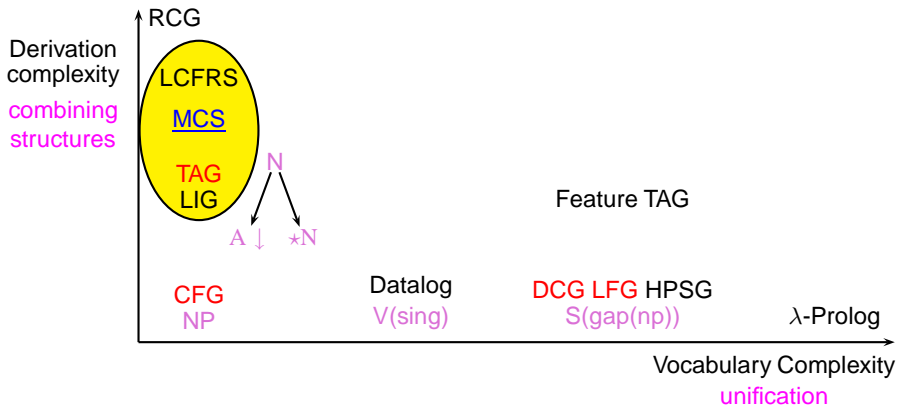 RCG
Derivation
complexity
combining
structures
LCFRS
MCS
TAG
LIG
N
A ↓ ⋆N
Feature TAG
CFG
NP
Datalog
V(sing)
DCG LFG HPSG
S(gap(np))
λ-Prolog
Vocabulary Complexity
unification